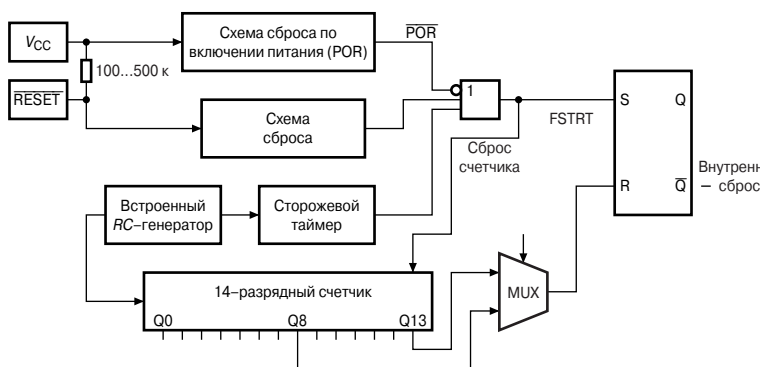 V CC
Схема сброса по
включении питания (POR)
POR
100...500 к
RESET
1
Схема
сброса
S
Q
FSTRT
Сброс
счетчика
R
Q
Внутренн
– сброс
Встроенный
RC–генератор
Сторожевой
таймер
14–разрядный счетчик
MUX
Q0
Q8
Q13